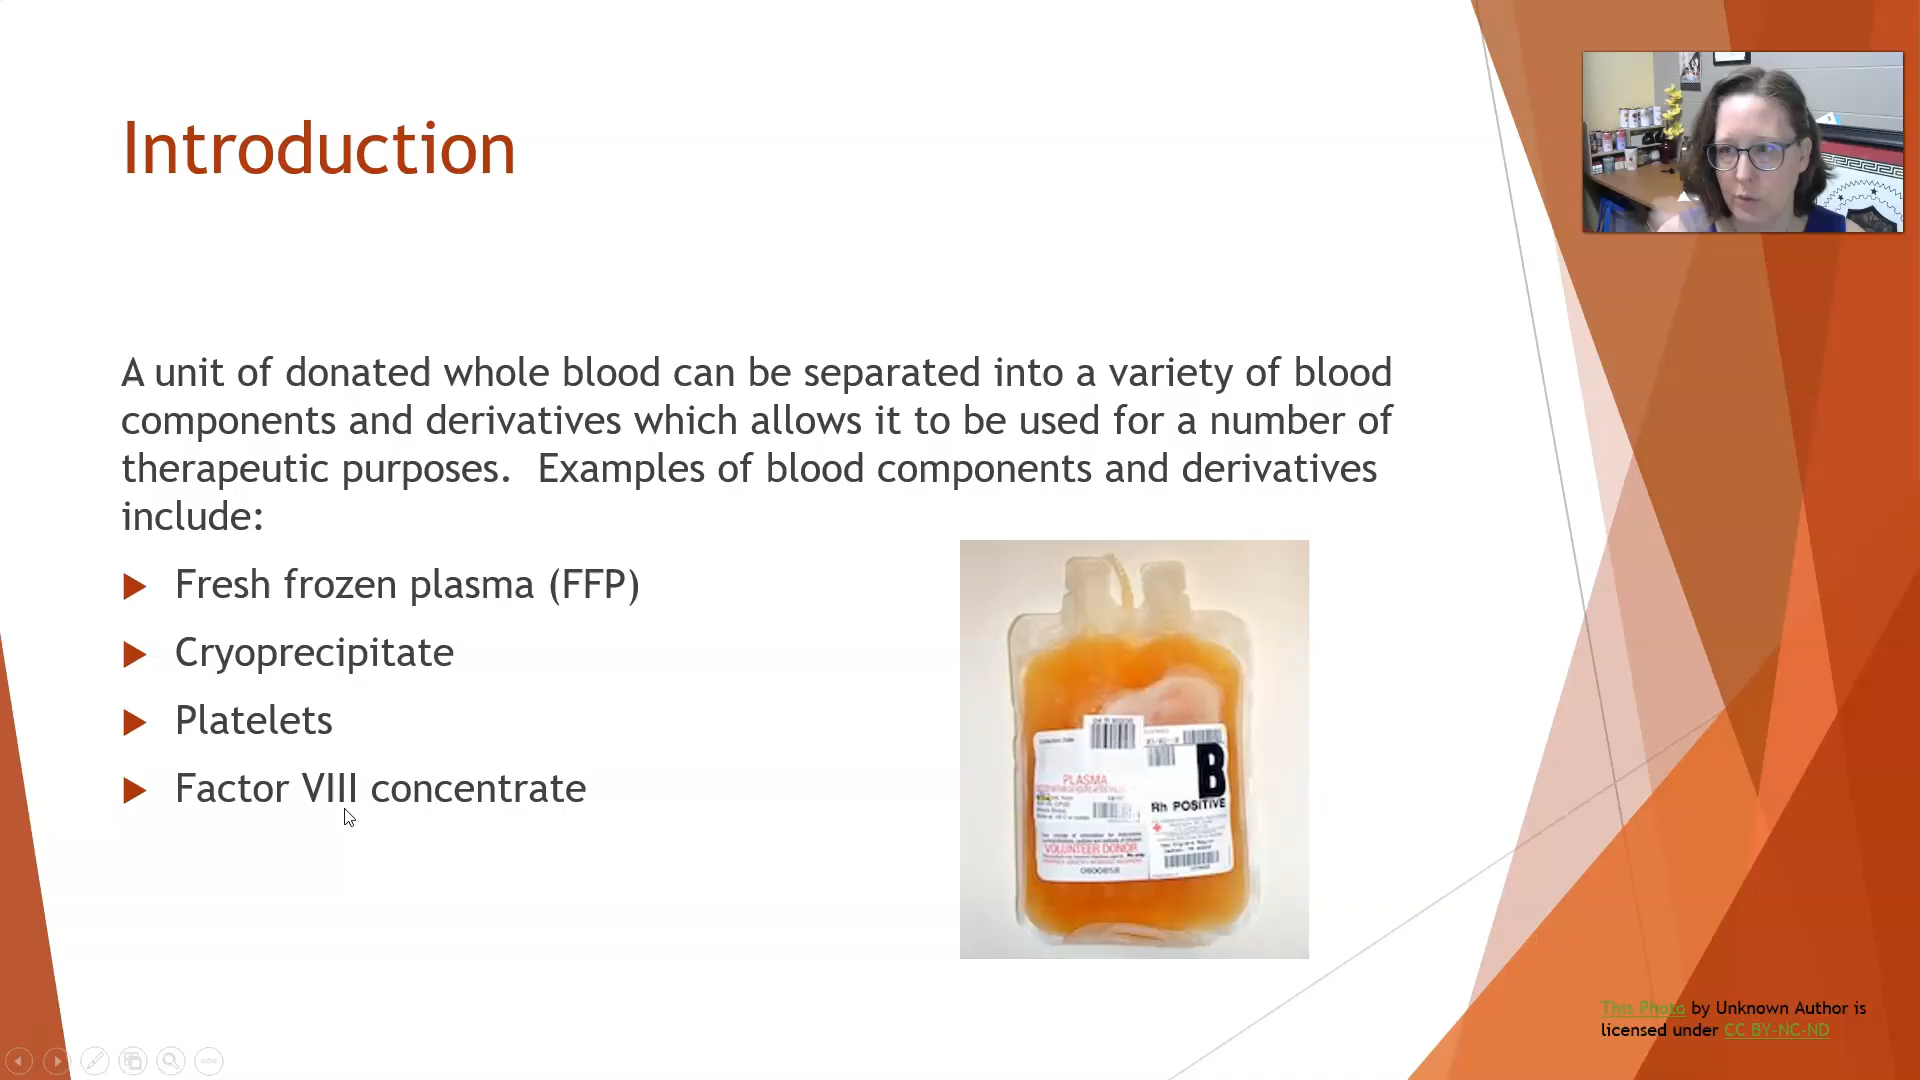 Introduction
A unit of donated whole blood can be separated into a variety of blood
components and derivatives which allows it to be used for a number of
therapeutic purposes.  Examples of blood components and derivatives
include:
Fresh frozen plasma (FFP)
Cryoprecipitate
Platelets
Factor VIII concentrate
PLASMA
B
Rh POSITIVE
VOLUNTEER DONOR
This Photo by Unknown Author is
licensed under CC BY-NC-ND